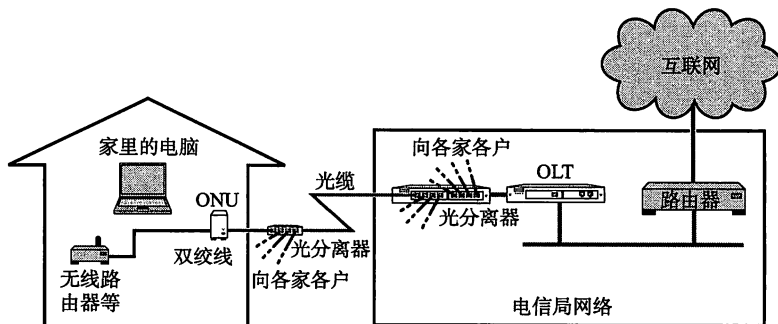 互联网
向各家各户
家里的电脑
OLT
光缆
ONU
路由器
光分离器
双绞线
光分离器
无线路
由器等
向各家各户
电信局网络